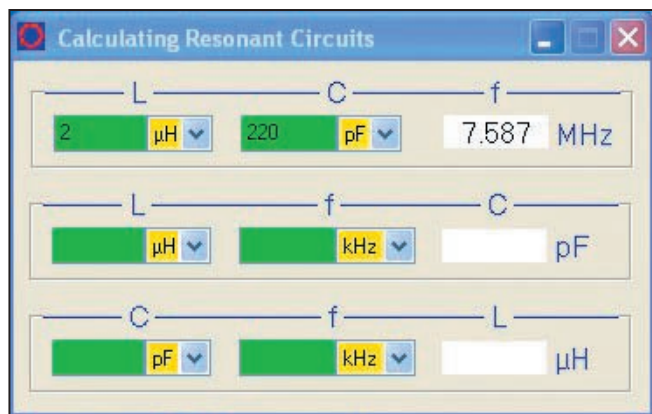 Calculating Resonant Circuits
L C f
2 µH 220 pF 7.587 MHz
L f C
µH kHz pF
C f L
pF kHz µH